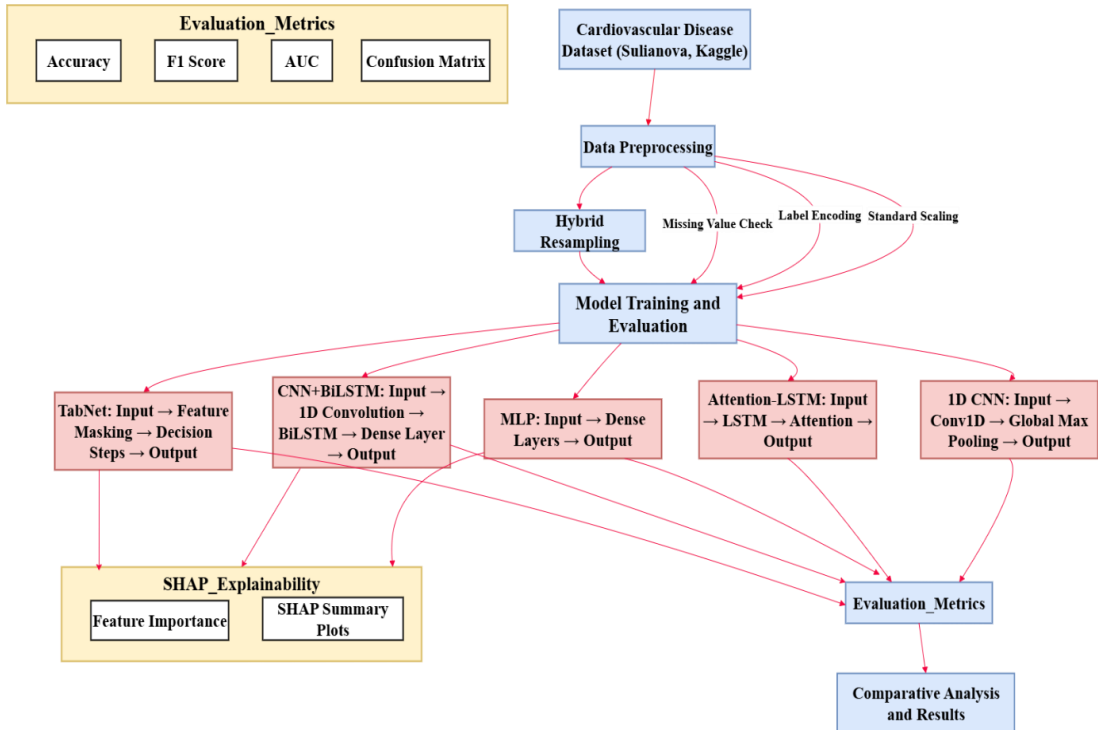 Evaluation_Metrics
Accuracy
F1 Score
AUC
Confusion Matrix
Cardiovascular Disease
Dataset (Sulianova, Kaggle)
Data Preprocessing
Hybrid
Resampling
Missing Value Check
Label Encoding
Standard Scaling
Model Training and
Evaluation
TabNet: Input → Feature
Masking → Decision
Steps → Output
CNN+BiLSTM: Input →
1D Convolution →
BiLSTM → Dense Layer
→ Output
MLP: Input → Dense
Layers → Output
Attention-LSTM: Input
→ LSTM → Attention →
Output
1D CNN: Input →
Conv1D → Global Max
Pooling → Output
SHAP_Explainability
Feature Importance
SHAP Summary
Plots
Evaluation_Metrics
Comparative Analysis
and Results